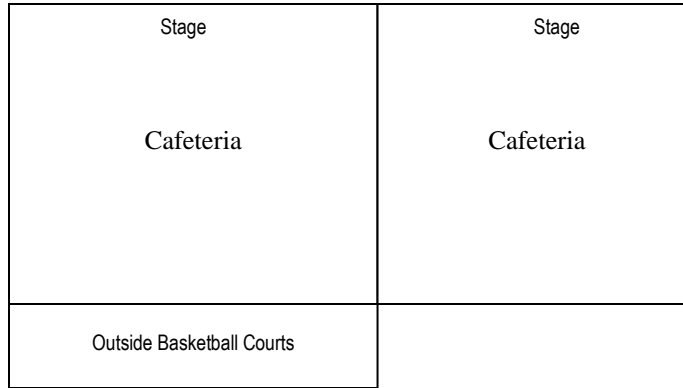 Stage
Stage
Cafeteria
Cafeteria
Outside Basketball Courts